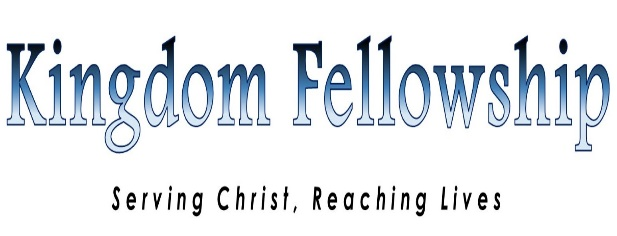 Kingdom Fellowship
Serving Christ, Reaching Lives